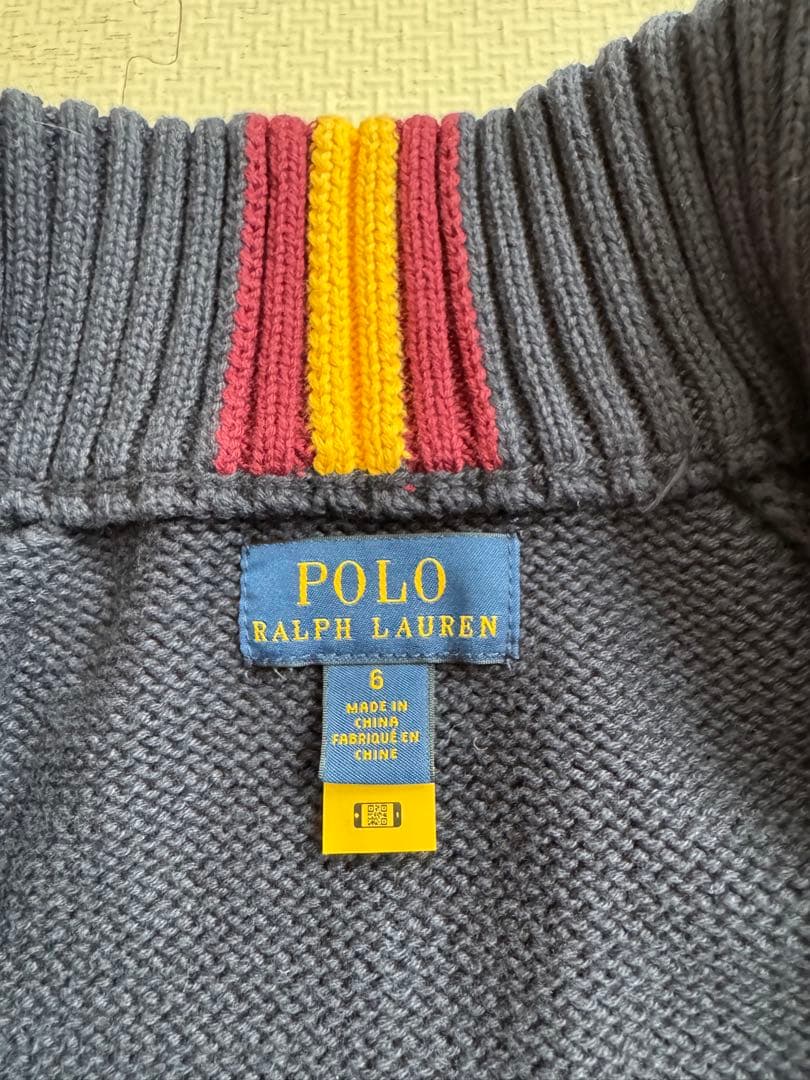 POLO
RALPH LAUREN
6
MADE IN
CHINA
FABRIQUÉ EN
CHINE